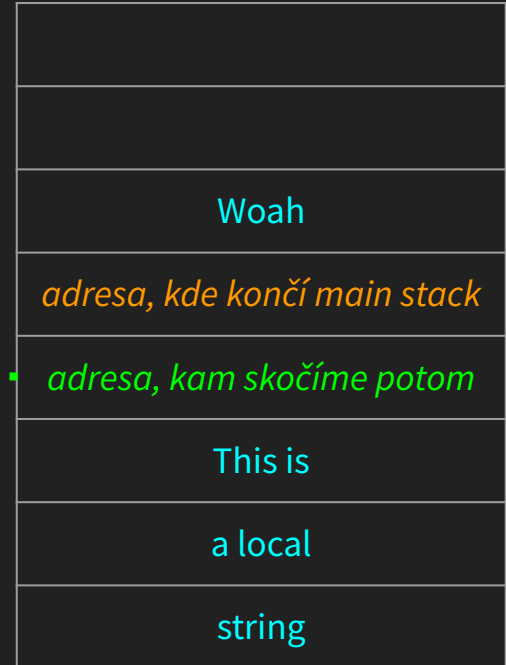 Woah
adresa, kde končí main stack
adresa, kam skočíme potom
This is
a local
string